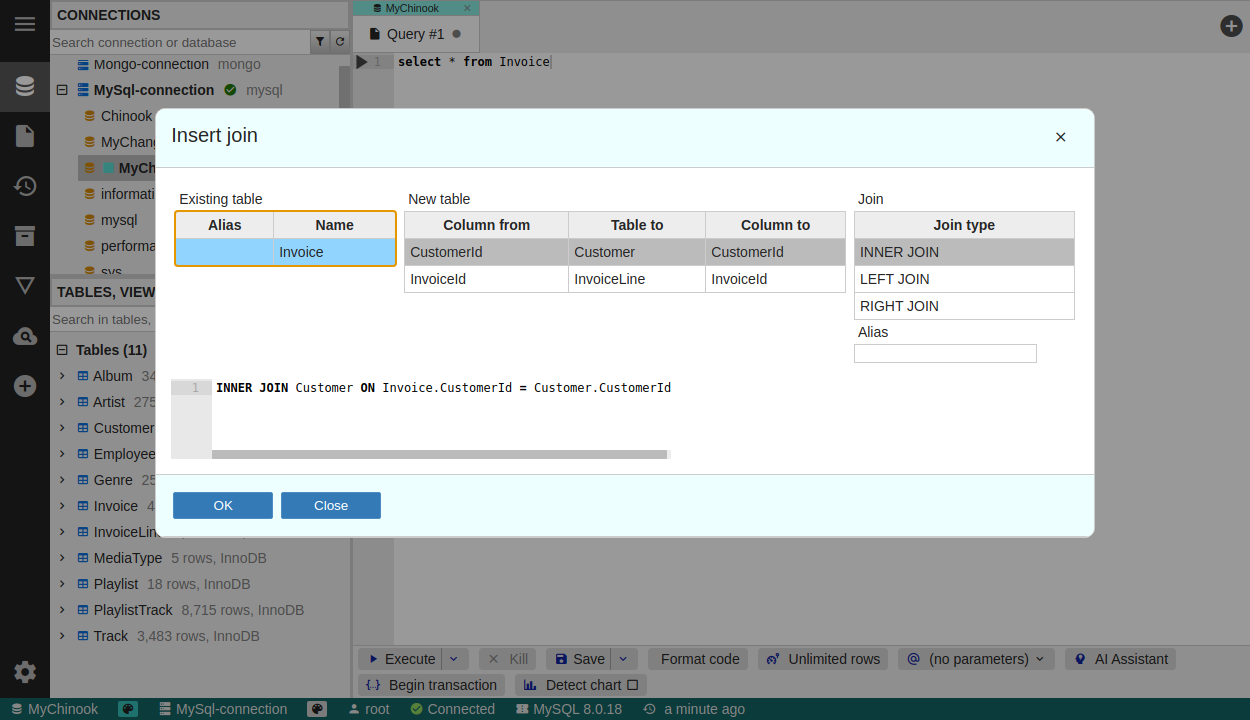 CONNECTIONS
Search connection or database
Mongo-connection mongo
MySql-connection mysql
Chinook
MyChan
MyCh
informati
mysql
performa
sys
TABLES, VIEW
Search in tables,
Tables (11)
Album 34
Artist 275
Customer
Employee
Genre 25
Invoice 4
InvoiceLin
MediaType 5 rows, InnoDB
Playlist 18 rows, InnoDB
PlaylistTrack 8,715 rows, InnoDB
Track 3,483 rows, InnoDB
MyChinook
Query #1
1 select * from Invoice
Insert join
Existing table
Alias Name
Invoice
New table
Column from Table to Column to
CustomerId Customer CustomerId
InvoiceId InvoiceLine InvoiceId
Join
Join type
INNER JOIN
LEFT JOIN
RIGHT JOIN
Alias
1 INNER JOIN Customer ON Invoice.CustomerId = Customer.CustomerId
OK Close
Execute Kill Save Format code Unlimited rows (no parameters) AI Assistant
Begin transaction Detect chart
MyChinook MySql-connection root Connected MySQL 8.0.18 a minute ago